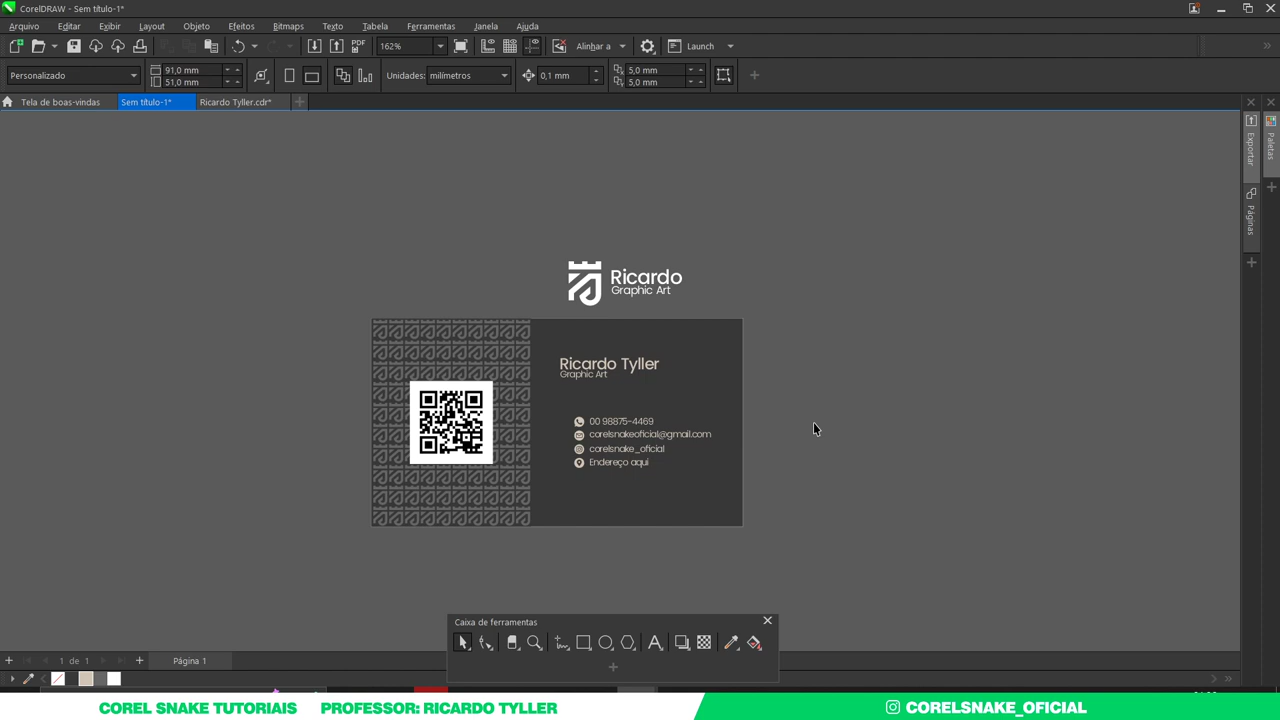 CorelDRAW - Sem título-1*
Arquivo Editar Exibir Layout Objeto Efeitos Bitmaps Texto Tabela Ferramentas Janela Ajuda
PDF 162% Alinhar a Launch
Personalizado 91,0 mm 51,0 mm Unidades: milímetros 0,1 mm 5,0 mm 5,0 mm
Tela de boas-vindas Sem título-1* Ricardo Tyller.cdr*
Exportar
Páginas
Paletas
Ricardo
Graphic Art
Ricardo Tyller
Graphic Art
00 98875-4469
corelsnakeoficial@gmail.com
corelsnake_oficial
Endereço aqui
Caixa de ferramentas
1 de 1 Página 1
COREL SNAKE TUTORIAIS PROFESSOR: RICARDO TYLLER CORELSNAKE_OFICIAL